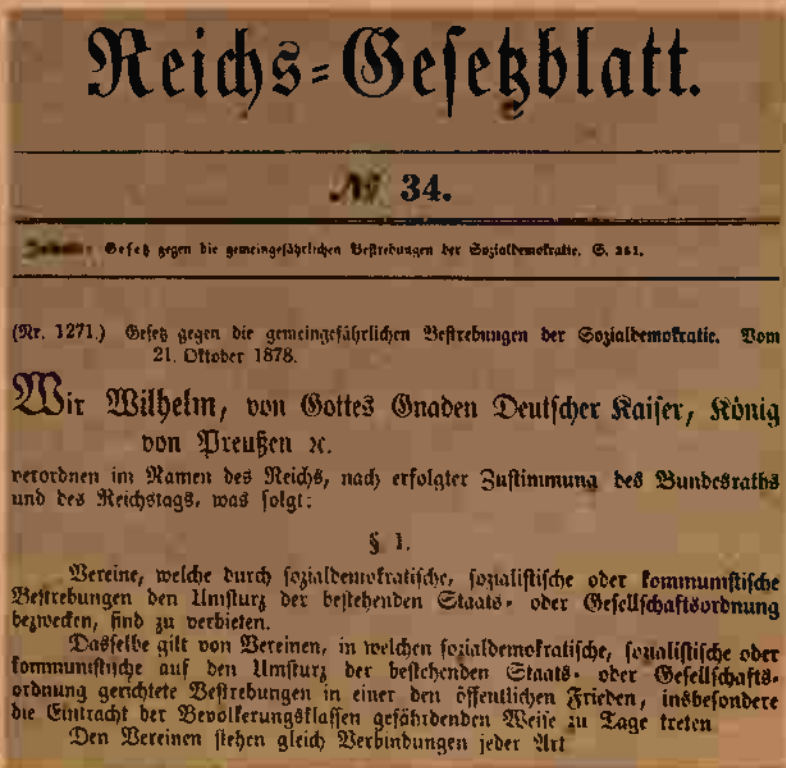 Reichs-Gesetzblatt.
№ 34.
Inhalt: Gesetz gegen die gemeingefährlichen Bestrebungen der Sozialdemokratie. S. 351.
(Nr. 1271.) Gesetz gegen die gemeingefährlichen Bestrebungen der Sozialdemokratie. Vom
21. Oktober 1878.
Wir Wilhelm, von Gottes Gnaden Deutscher Kaiser, König
von Preußen ꝛc.
verordnen im Namen des Reichs, nach erfolgter Zustimmung des Bundesraths
und des Reichstags, was folgt:
§ 1.
Vereine, welche durch sozialdemokratische, sozialistische oder kommunistische
Bestrebungen den Umsturz der bestehenden Staats- oder Gesellschaftsordnung
bezwecken, sind zu verbieten.
Dasselbe gilt von Vereinen, in welchen sozialdemokratische, sozialistische oder
kommunistische auf den Umsturz der bestehenden Staats- oder Gesellschafts-
ordnung gerichtete Bestrebungen in einer den öffentlichen Frieden, insbesondere
die Eintracht der Bevölkerungsklassen gefährdenden Weise zu Tage treten
Den Vereinen stehen gleich Verbindungen jeder Art